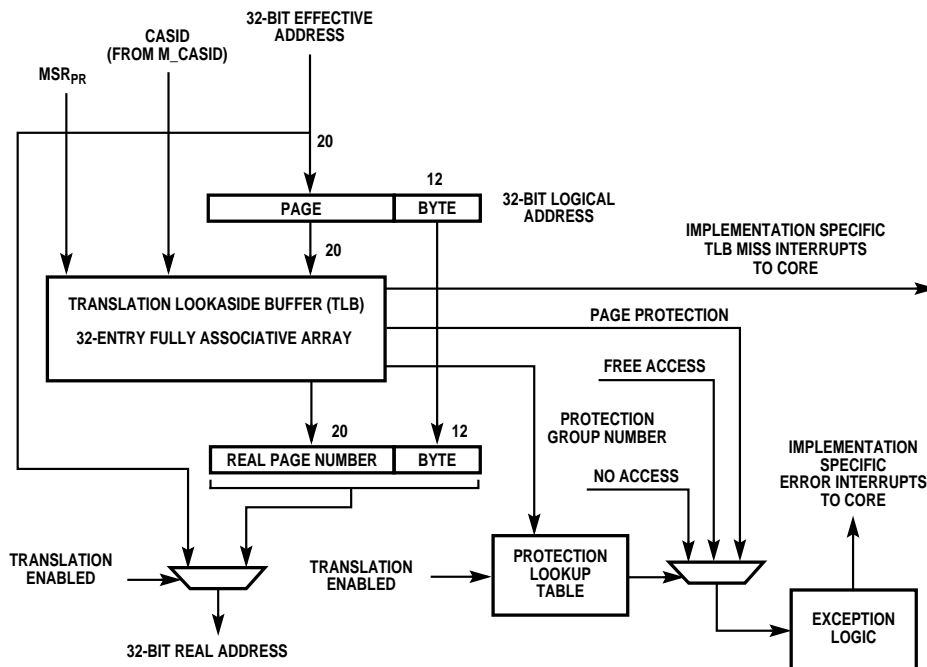 32-BIT EFFECTIVE
ADDRESS
CASID
(FROM M_CASID)
MSRPR
20
12
PAGE
BYTE
32-BIT LOGICAL
ADDRESS
20
IMPLEMENTATION SPECIFIC
TLB MISS INTERRUPTS
TO CORE
TRANSLATION LOOKASIDE BUFFER (TLB)
32-ENTRY FULLY ASSOCIATIVE ARRAY
PAGE PROTECTION
FREE ACCESS
PROTECTION
GROUP NUMBER
20
12
REAL PAGE NUMBER
BYTE
NO ACCESS
IMPLEMENTATION
SPECIFIC
ERROR INTERRUPTS
TO CORE
TRANSLATION
ENABLED
TRANSLATION
ENABLED
PROTECTION
LOOKUP
TABLE
EXCEPTION
LOGIC
32-BIT REAL ADDRESS